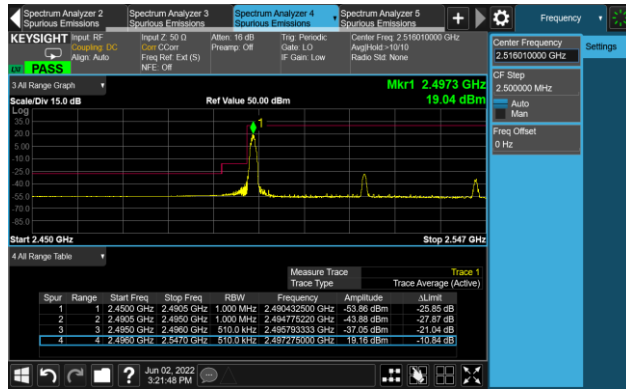 Spectrum Analyzer 2 Spectrum Analyzer 3 Spectrum Analyzer 4 Spectrum Analyzer 5 Frequency
Spurious Emissions Spurious Emissions Spurious Emissions Spurious Emissions
KEYSIGHT Input: RF Input Z: 50 Ω Atten: 16 dB Trig: Periodic Center Freq: 2.516010000 GHz
Coupling: DC Corr CCorr Preamp: Off Gate: LO Avg|Hold:>10/10
Align: Auto Freq Ref: Ext (S) IF Gain: Low Radio Std: None
PASS NFE: Off
Center Frequency
2.516010000 GHz
Settings
CF Step
2.500000 MHz
Auto
Man
Freq Offset
0 Hz
3 All Range Graph
Mkr1 2.4973 GHz
Scale/Div 15.0 dB Ref Value 50.00 dBm 19.04 dBm
Log
35.0
20.0
5.00
-10.0
-25.0
-40.0
-55.0
-70.0
-85.0
1
Start 2.450 GHz Stop 2.547 GHz
4 All Range Table
Measure Trace Trace 1
Trace Type Trace Average (Active)
Spur Range Start Freq Stop Freq RBW Frequency Amplitude ΔLimit
1 1 2.4500 GHz 2.4905 GHz 1.000 MHz 2.490432500 GHz -53.86 dBm -25.85 dB
2 2 2.4905 GHz 2.4950 GHz 1.000 MHz 2.494775220 GHz -43.88 dBm -27.87 dB
3 3 2.4950 GHz 2.4960 GHz 510.0 kHz 2.495793333 GHz -37.05 dBm -21.04 dB
4 4 2.4960 GHz 2.5470 GHz 510.0 kHz 2.497275000 GHz 19.16 dBm -10.84 dB
Jun 02, 2022
3:21:48 PM